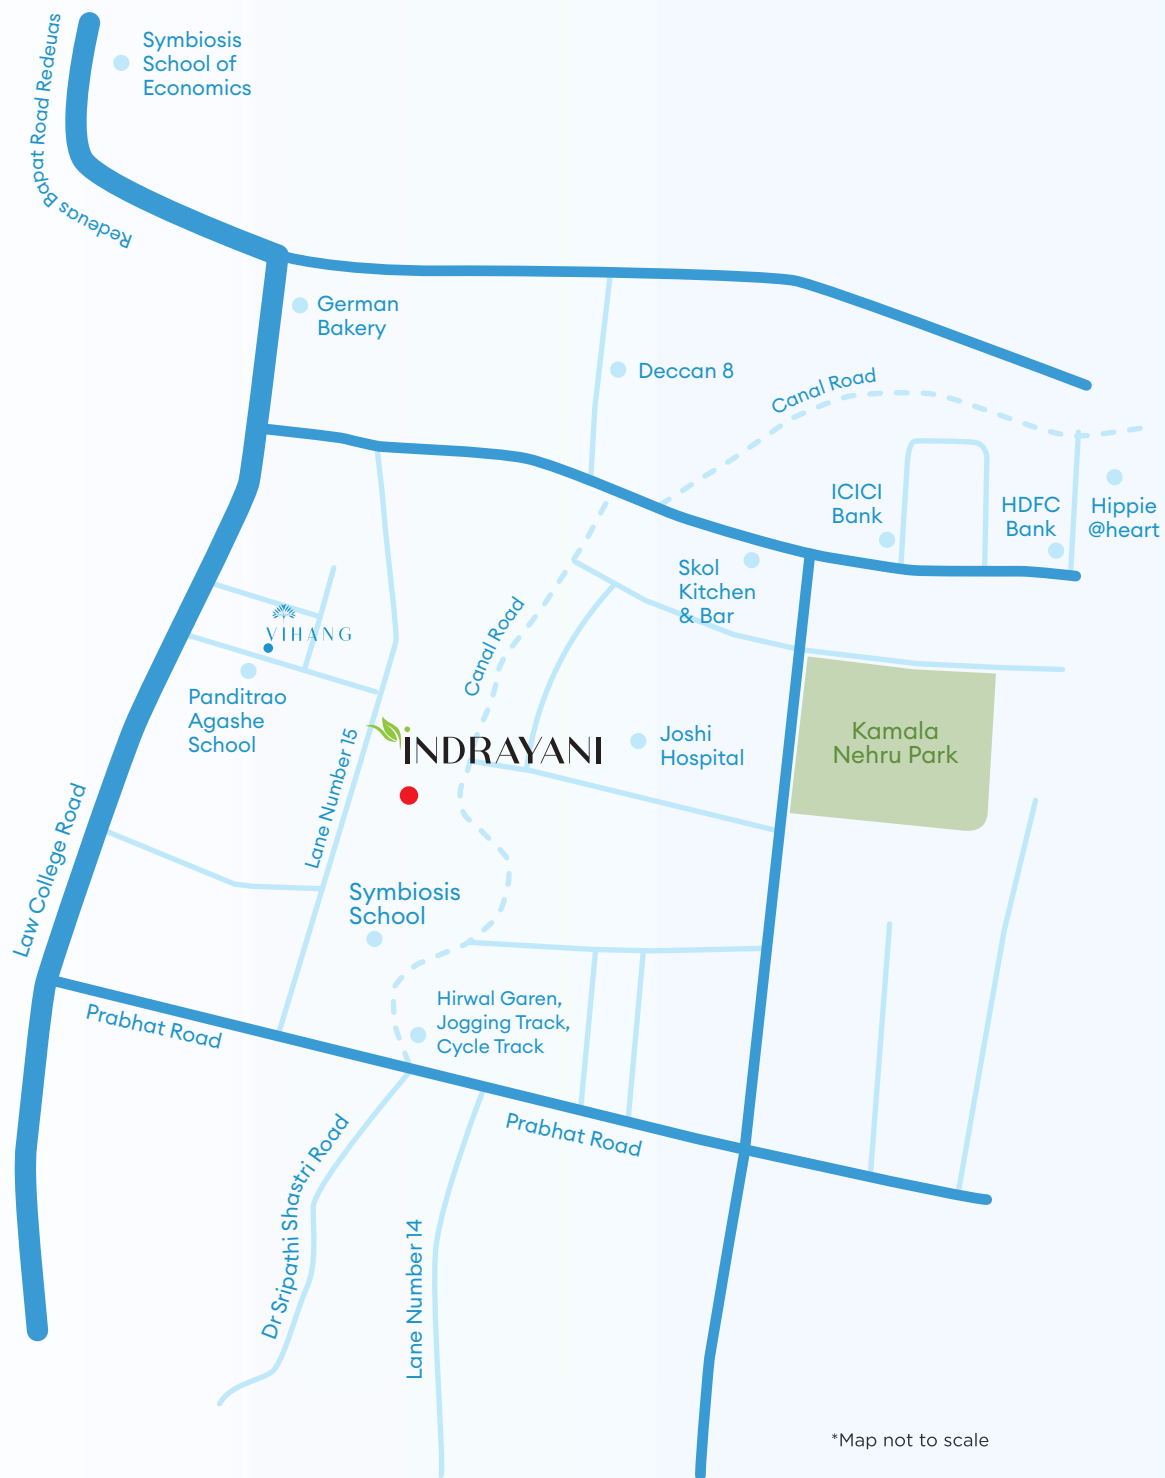 Symbiosis
School of
Economics
Redeuas Bapat Road Redeuas
German
Bakery
Deccan 8
Canal Road
ICICI
Bank
HDFC
Bank
Hippie
@heart
Skol
Kitchen
& Bar
VIHANG
Canal Road
Panditrao
Agashe
School
INDRAYANI
Joshi
Hospital
Kamala
Nehru Park
Lane Number 15
Law College Road
Symbiosis
School
Hirwal Garen,
Jogging Track,
Cycle Track
Prabhat Road
Prabhat Road
Dr Sripathi Shastri Road
Lane Number 14
*Map not to scale